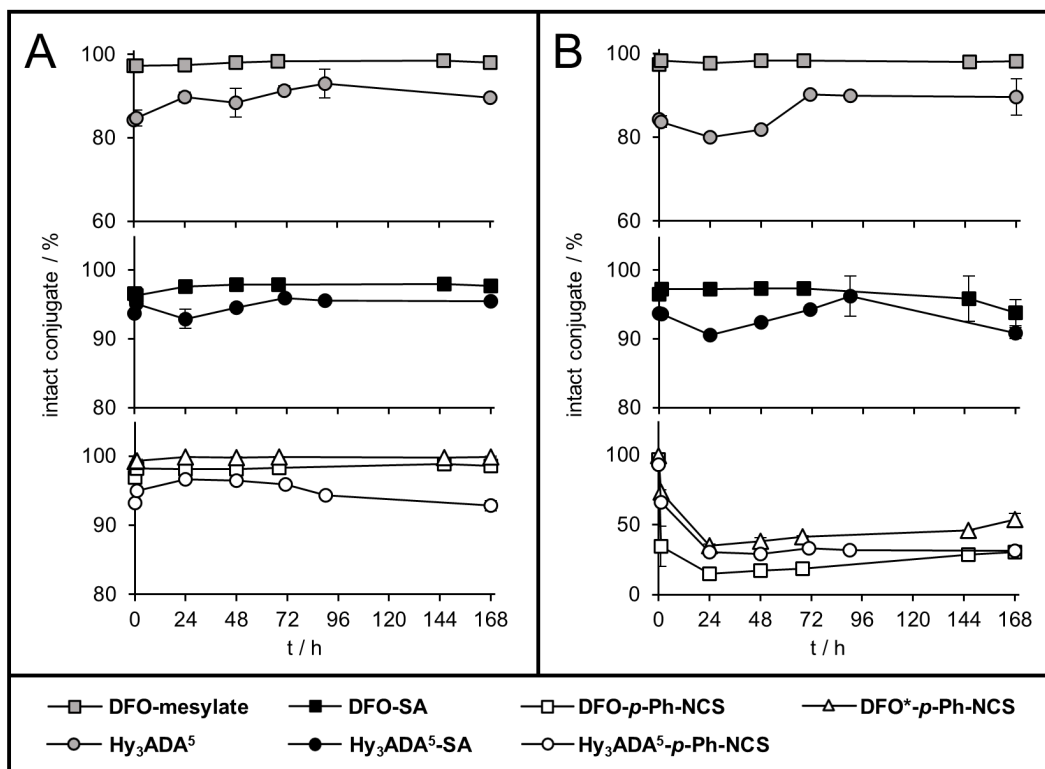 A
B
intact conjugate / %
100
80
60
100
90
80
100
90
80
0 24 48 72 96 120 144 168
t / h
intact conjugate / %
100
80
60
100
90
80
100
50
0
0 24 48 72 96 120 144 168
t / h
DFO-mesylate DFO-SA DFO-p-Ph-NCS DFO*-p-Ph-NCS
Hy₃ADA⁵ Hy₃ADA⁵-SA Hy₃ADA⁵-p-Ph-NCS